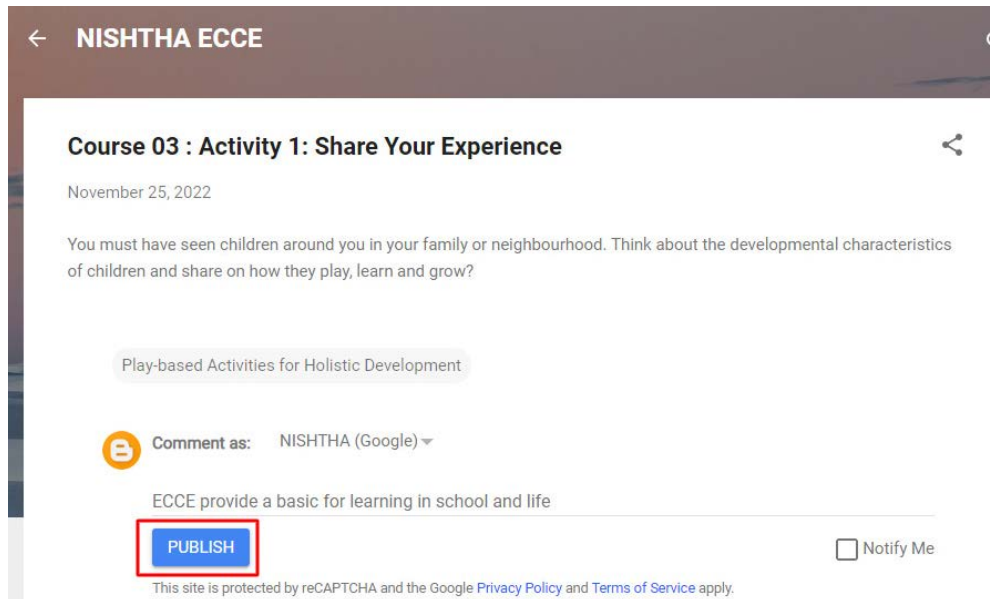 NISHTHA ECCE
Course 03 : Activity 1: Share Your Experience
November 25, 2022
You must have seen children around you in your family or neighbourhood. Think about the developmental characteristics
of children and share on how they play, learn and grow?
Play-based Activities for Holistic Development
Comment as: NISHTHA (Google)
ECCE provide a basic for learning in school and life
PUBLISH
Notify Me
This site is protected by reCAPTCHA and the Google Privacy Policy and Terms of Service apply.